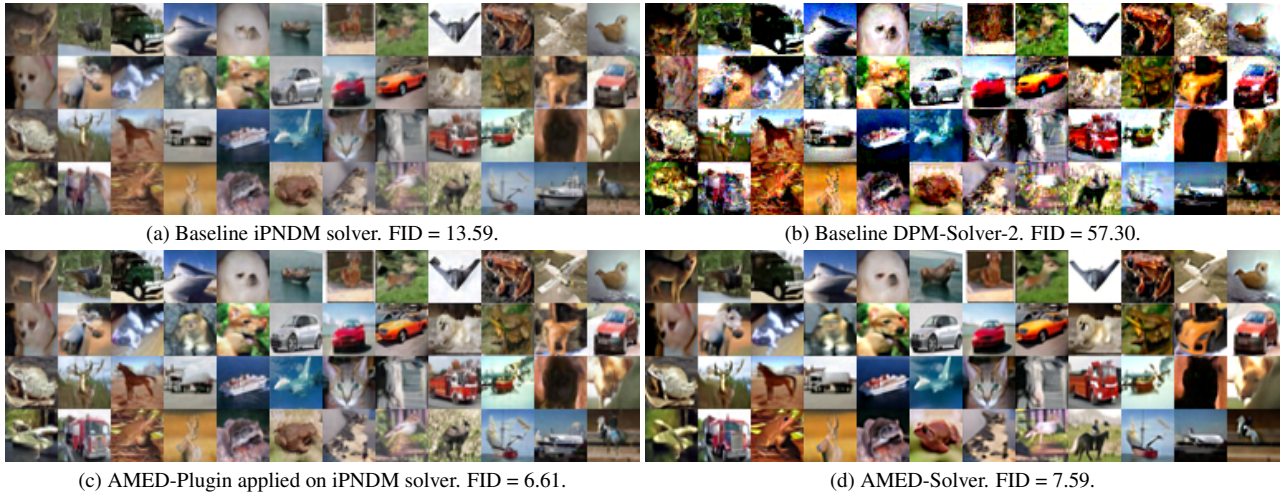 (a) Baseline iPNDM solver. FID = 13.59.
(b) Baseline DPM-Solver-2. FID = 57.30.
(c) AMED-Plugin applied on iPNDM solver. FID = 6.61.
(d) AMED-Solver. FID = 7.59.